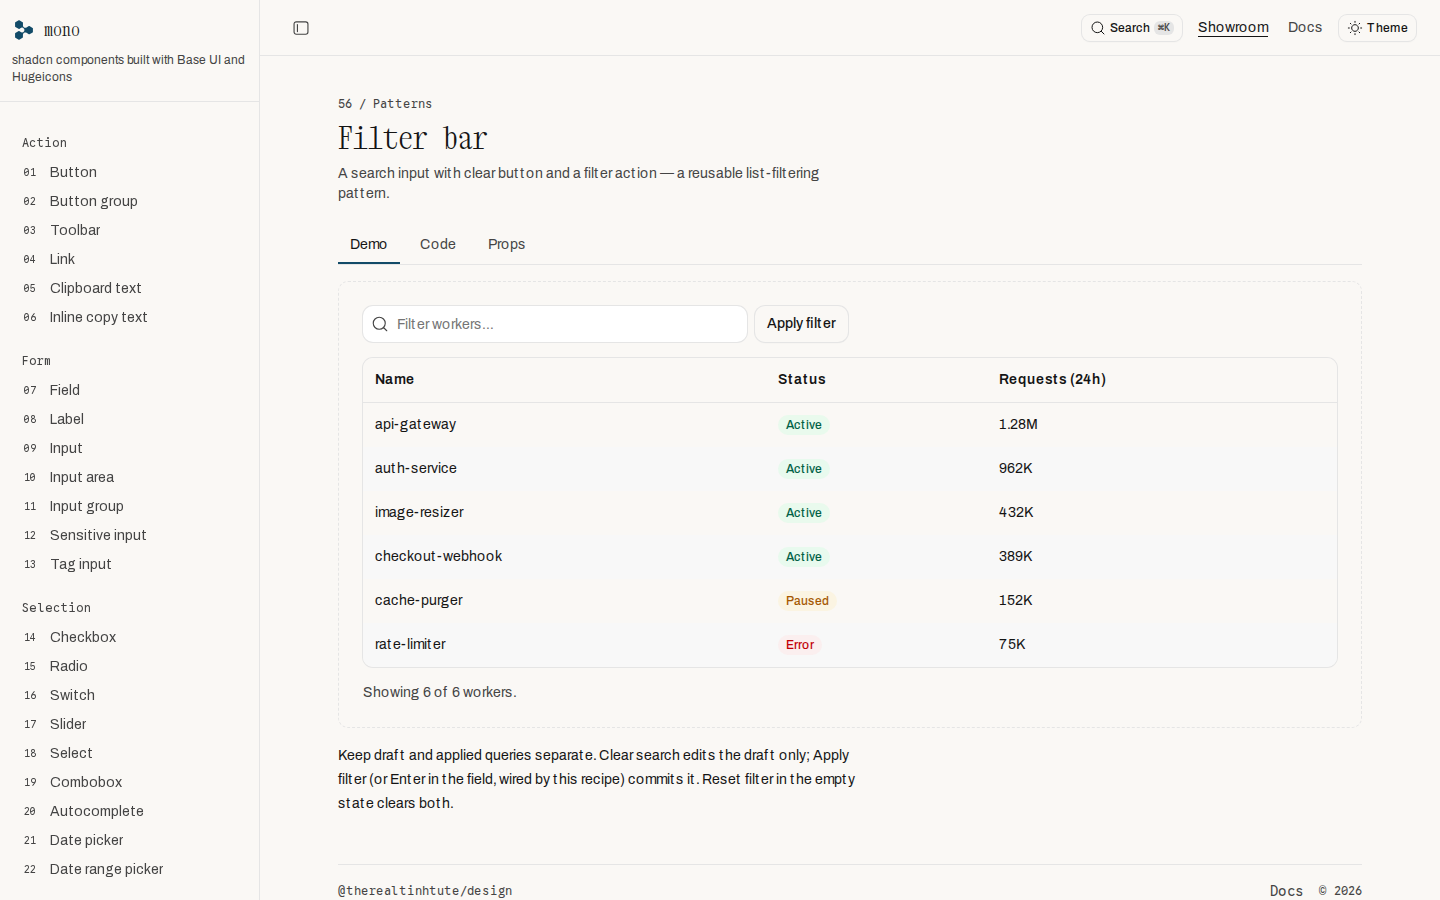 mono
shadcn components built with Base UI and
Hugeicons
Action
01 Button
02 Button group
03 Toolbar
04 Link
05 Clipboard text
06 Inline copy text
Form
07 Field
08 Label
09 Input
10 Input area
11 Input group
12 Sensitive input
13 Tag input
Selection
14 Checkbox
15 Radio
16 Switch
17 Slider
18 Select
19 Combobox
20 Autocomplete
21 Date picker
22 Date range picker
Search ⌘K Showroom Docs Theme
56 / Patterns
Filter bar
A search input with clear button and a filter action — a reusable list-filtering
pattern.
Demo Code Props
Filter workers... Apply filter
Name Status Requests (24h)
api-gateway Active 1.28M
auth-service Active 962K
image-resizer Active 432K
checkout-webhook Active 389K
cache-purger Paused 152K
rate-limiter Error 75K
Showing 6 of 6 workers.
Keep draft and applied queries separate. Clear search edits the draft only; Apply
filter (or Enter in the field, wired by this recipe) commits it. Reset filter in the empty
state clears both.
@therealtinhtute/design Docs © 2026